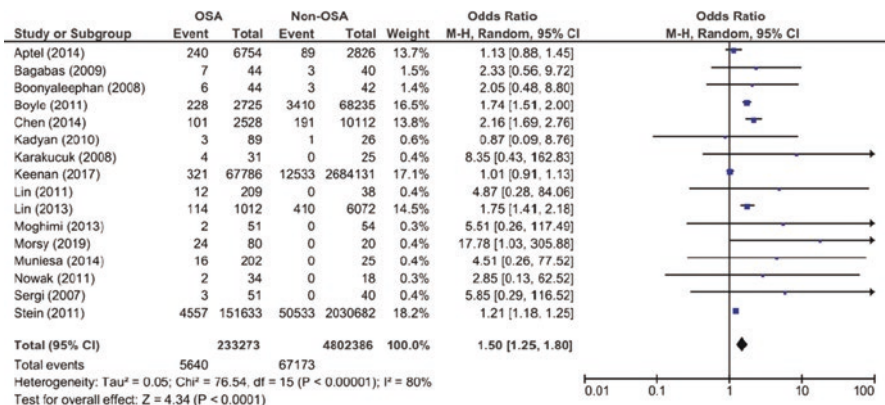 OSA Non-OSA Odds Ratio Odds Ratio
Study or Subgroup Event Total Event Total Weight M-H, Random, 95% CI M-H, Random, 95% CI
Aptel (2014) 240 6754 89 2826 13.7% 1.13 [0.88, 1.45]
Bagabas (2009) 7 44 3 40 1.5% 2.33 [0.56, 9.72]
Boonyaleephan (2008) 6 44 3 42 1.4% 2.05 [0.48, 8.80]
Boyle (2011) 228 2725 3410 68235 16.5% 1.74 [1.51, 2.00]
Chen (2014) 101 2528 191 10112 13.8% 2.16 [1.69, 2.76]
Kadyan (2010) 3 89 1 26 0.6% 0.87 [0.09, 8.76]
Karakucuk (2008) 4 31 0 25 0.4% 8.35 [0.43, 162.83]
Keenan (2017) 321 67786 12533 2684131 17.1% 1.01 [0.91, 1.13]
Lin (2011) 12 209 0 38 0.4% 4.87 [0.28, 84.06]
Lin (2013) 114 1012 410 6072 14.5% 1.75 [1.41, 2.18]
Moghimi (2013) 2 51 0 54 0.3% 5.51 [0.26, 117.49]
Morsy (2019) 24 80 0 20 0.4% 17.78 [1.03, 305.88]
Muniesa (2014) 16 202 0 25 0.4% 4.51 [0.26, 77.52]
Nowak (2011) 2 34 0 18 0.3% 2.85 [0.13, 62.52]
Sergi (2007) 3 51 0 40 0.4% 5.85 [0.29, 116.52]
Stein (2011) 4557 151633 50533 2030682 18.2% 1.21 [1.18, 1.25]
Total (95% CI) 233273 4802386 100.0% 1.50 [1.25, 1.80]
Total events 5640 67173
Heterogeneity: Tau² = 0.05; Chi² = 76.54, df = 15 (P < 0.00001); I² = 80%
Test for overall effect: Z = 4.34 (P < 0.0001)
0.01 0.1 1 10 100